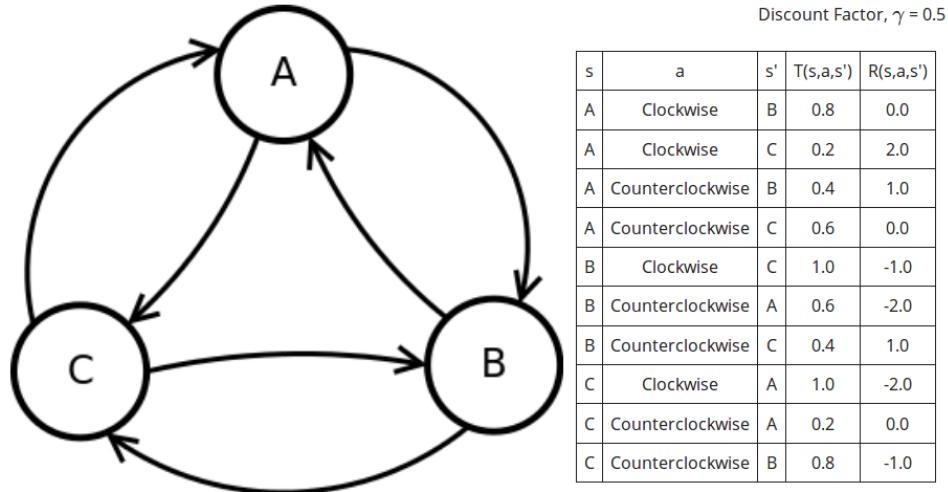 Discount Factor, γ = 0.5
A
B
C
s a s' T(s,a,s') R(s,a,s')
A Clockwise B 0.8 0.0
A Clockwise C 0.2 2.0
A Counterclockwise B 0.4 1.0
A Counterclockwise C 0.6 0.0
B Clockwise C 1.0 -1.0
B Counterclockwise A 0.6 -2.0
B Counterclockwise C 0.4 1.0
C Clockwise A 1.0 -2.0
C Counterclockwise A 0.2 0.0
C Counterclockwise B 0.8 -1.0